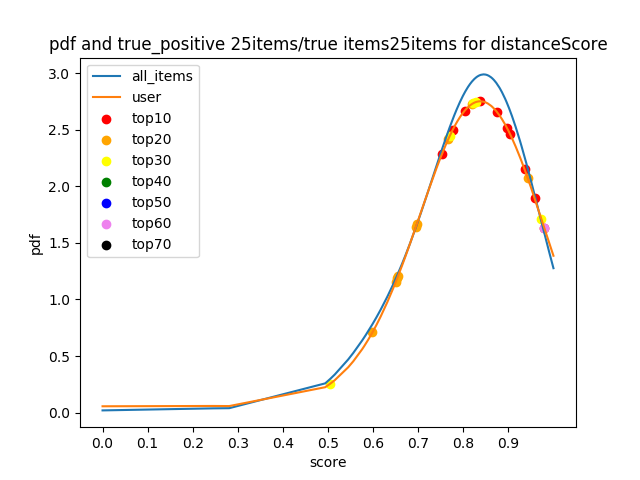 pdf and true_positive 25items/true items25items for distanceScore
all_items
user
top10
top20
top30
top40
top50
top60
top70
pdf
3.0
2.5
2.0
1.5
1.0
0.5
0.0
0.0 0.1 0.2 0.3 0.4 0.5 0.6 0.7 0.8 0.9
score